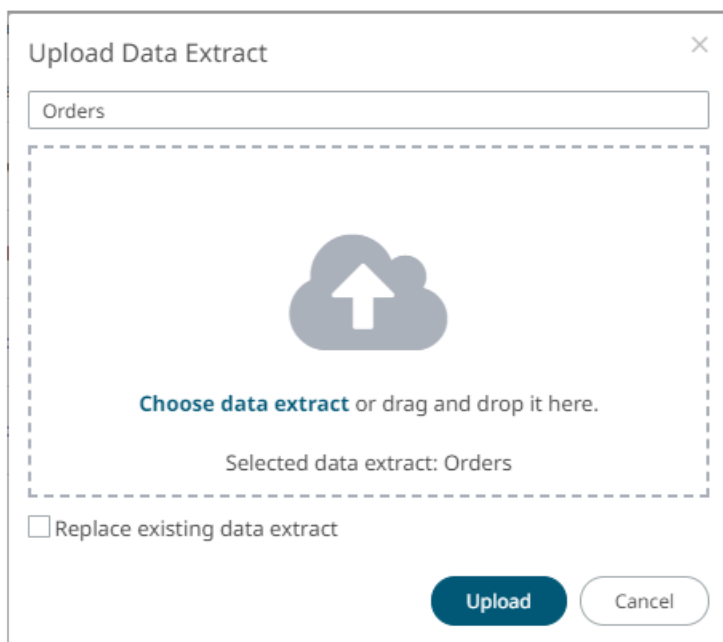 Upload Data Extract
Orders
Choose data extract or drag and drop it here.
Selected data extract: Orders
Replace existing data extract
Upload Cancel